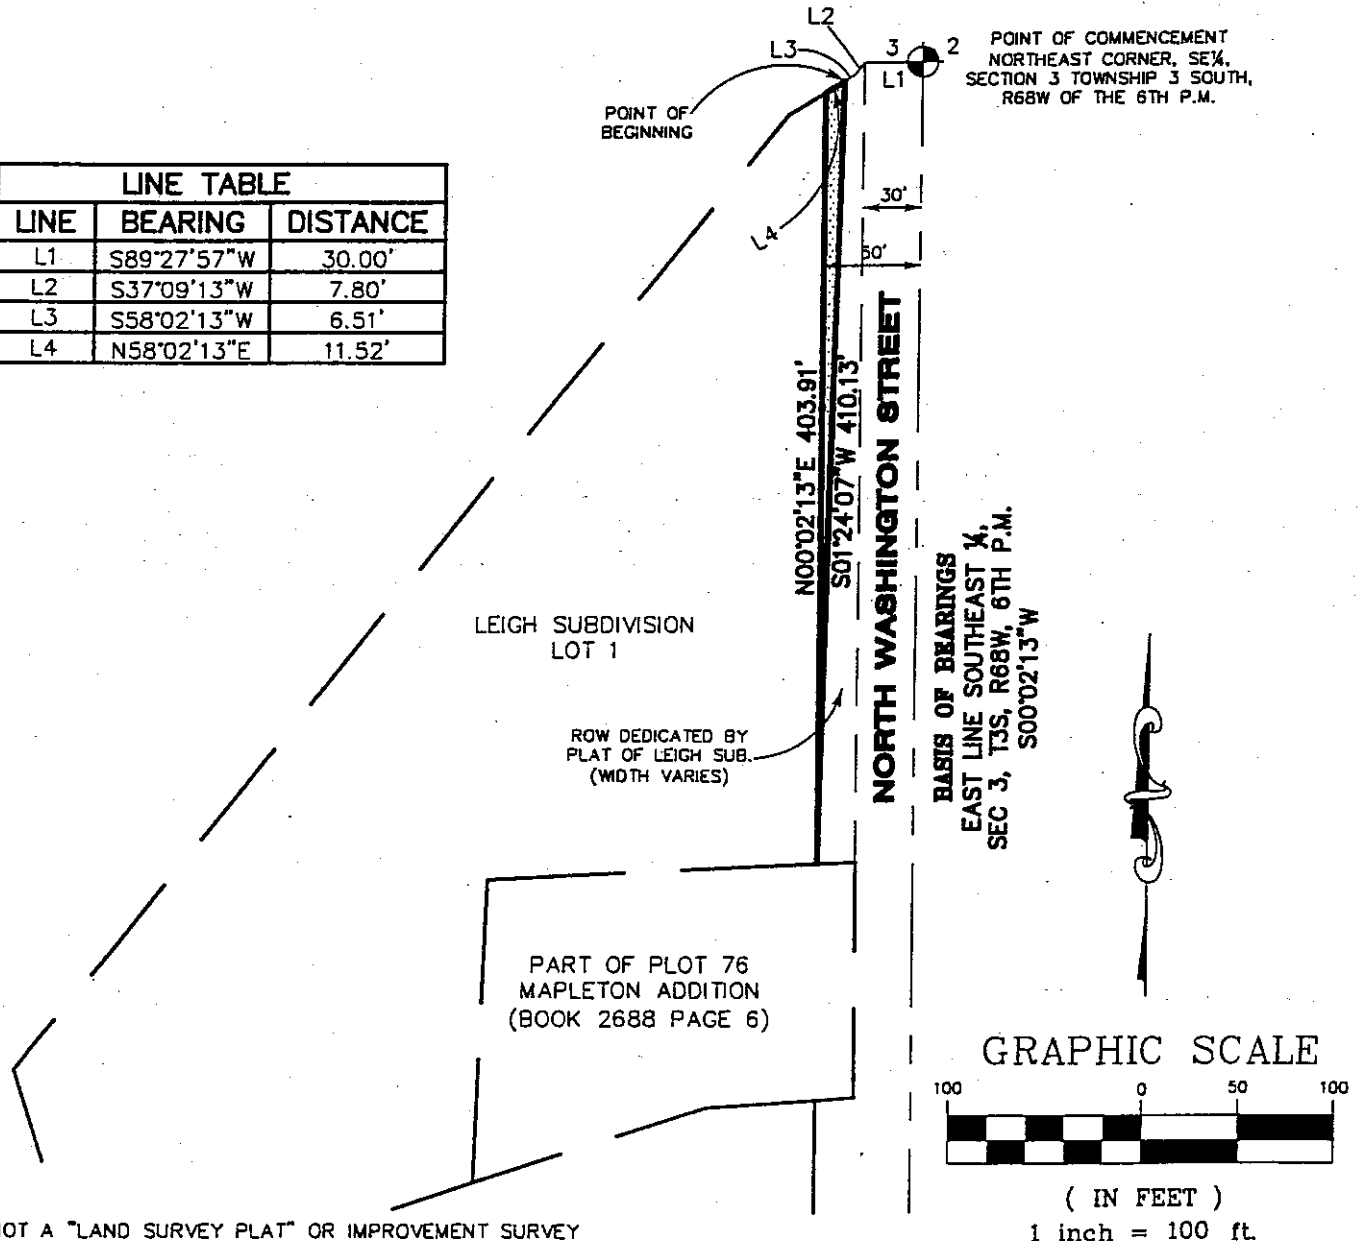 L2
L3
3
2
L1
POINT OF COMMENCEMENT
NORTHEAST CORNER, SE¼,
SECTION 3 TOWNSHIP 3 SOUTH,
R68W OF THE 6TH P.M.
POINT OF
BEGINNING
LINE TABLE
LINE BEARING DISTANCE
L1 S89°27'57"W 30.00'
L2 S37°09'13"W 7.80'
L3 S58°02'13"W 6.51'
L4 N58°02'13"E 11.52'
30'
L4
50'
N00°02'13"E 403.91'
S01°24'07"W 410.13'
NORTH WASHINGTON STREET
BASIS OF BEARINGS
EAST LINE SOUTHEAST ¼,
SEC 3, T3S, R68W, 6TH P.M.
S00°02'13"W
LEIGH SUBDIVISION
LOT 1
ROW DEDICATED BY
PLAT OF LEIGH SUB.
(WIDTH VARIES)
PART OF PLOT 76
MAPLETON ADDITION
(BOOK 2688 PAGE 6)
GRAPHIC SCALE
100 0 50 100
( IN FEET )
1 inch = 100 ft.
NOT A "LAND SURVEY PLAT" OR IMPROVEMENT SURVEY